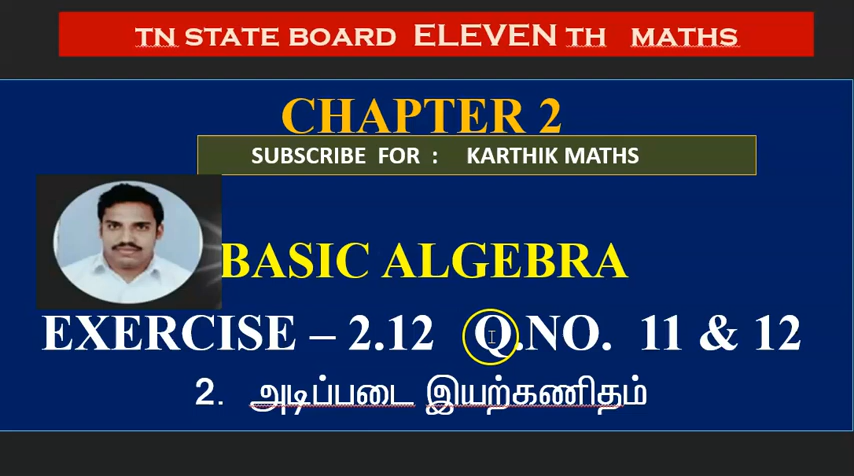 TN STATE BOARD ELEVEN TH MATHS
CHAPTER 2
SUBSCRIBE FOR : KARTHIK MATHS
BASIC ALGEBRA
EXERCISE – 2.12 Q.NO. 11 & 12
2. அடிப்படை இயற்கணிதம்